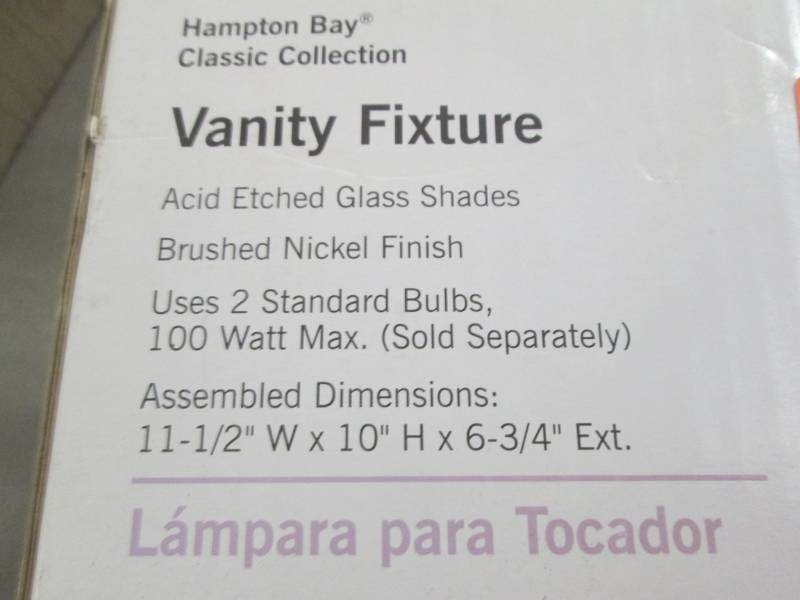 Hampton Bay®
Classic Collection
Vanity Fixture
Acid Etched Glass Shades
Brushed Nickel Finish
Uses 2 Standard Bulbs,
100 Watt Max. (Sold Separately)
Assembled Dimensions:
11-1/2" W x 10" H x 6-3/4" Ext.
Lámpara para Tocador